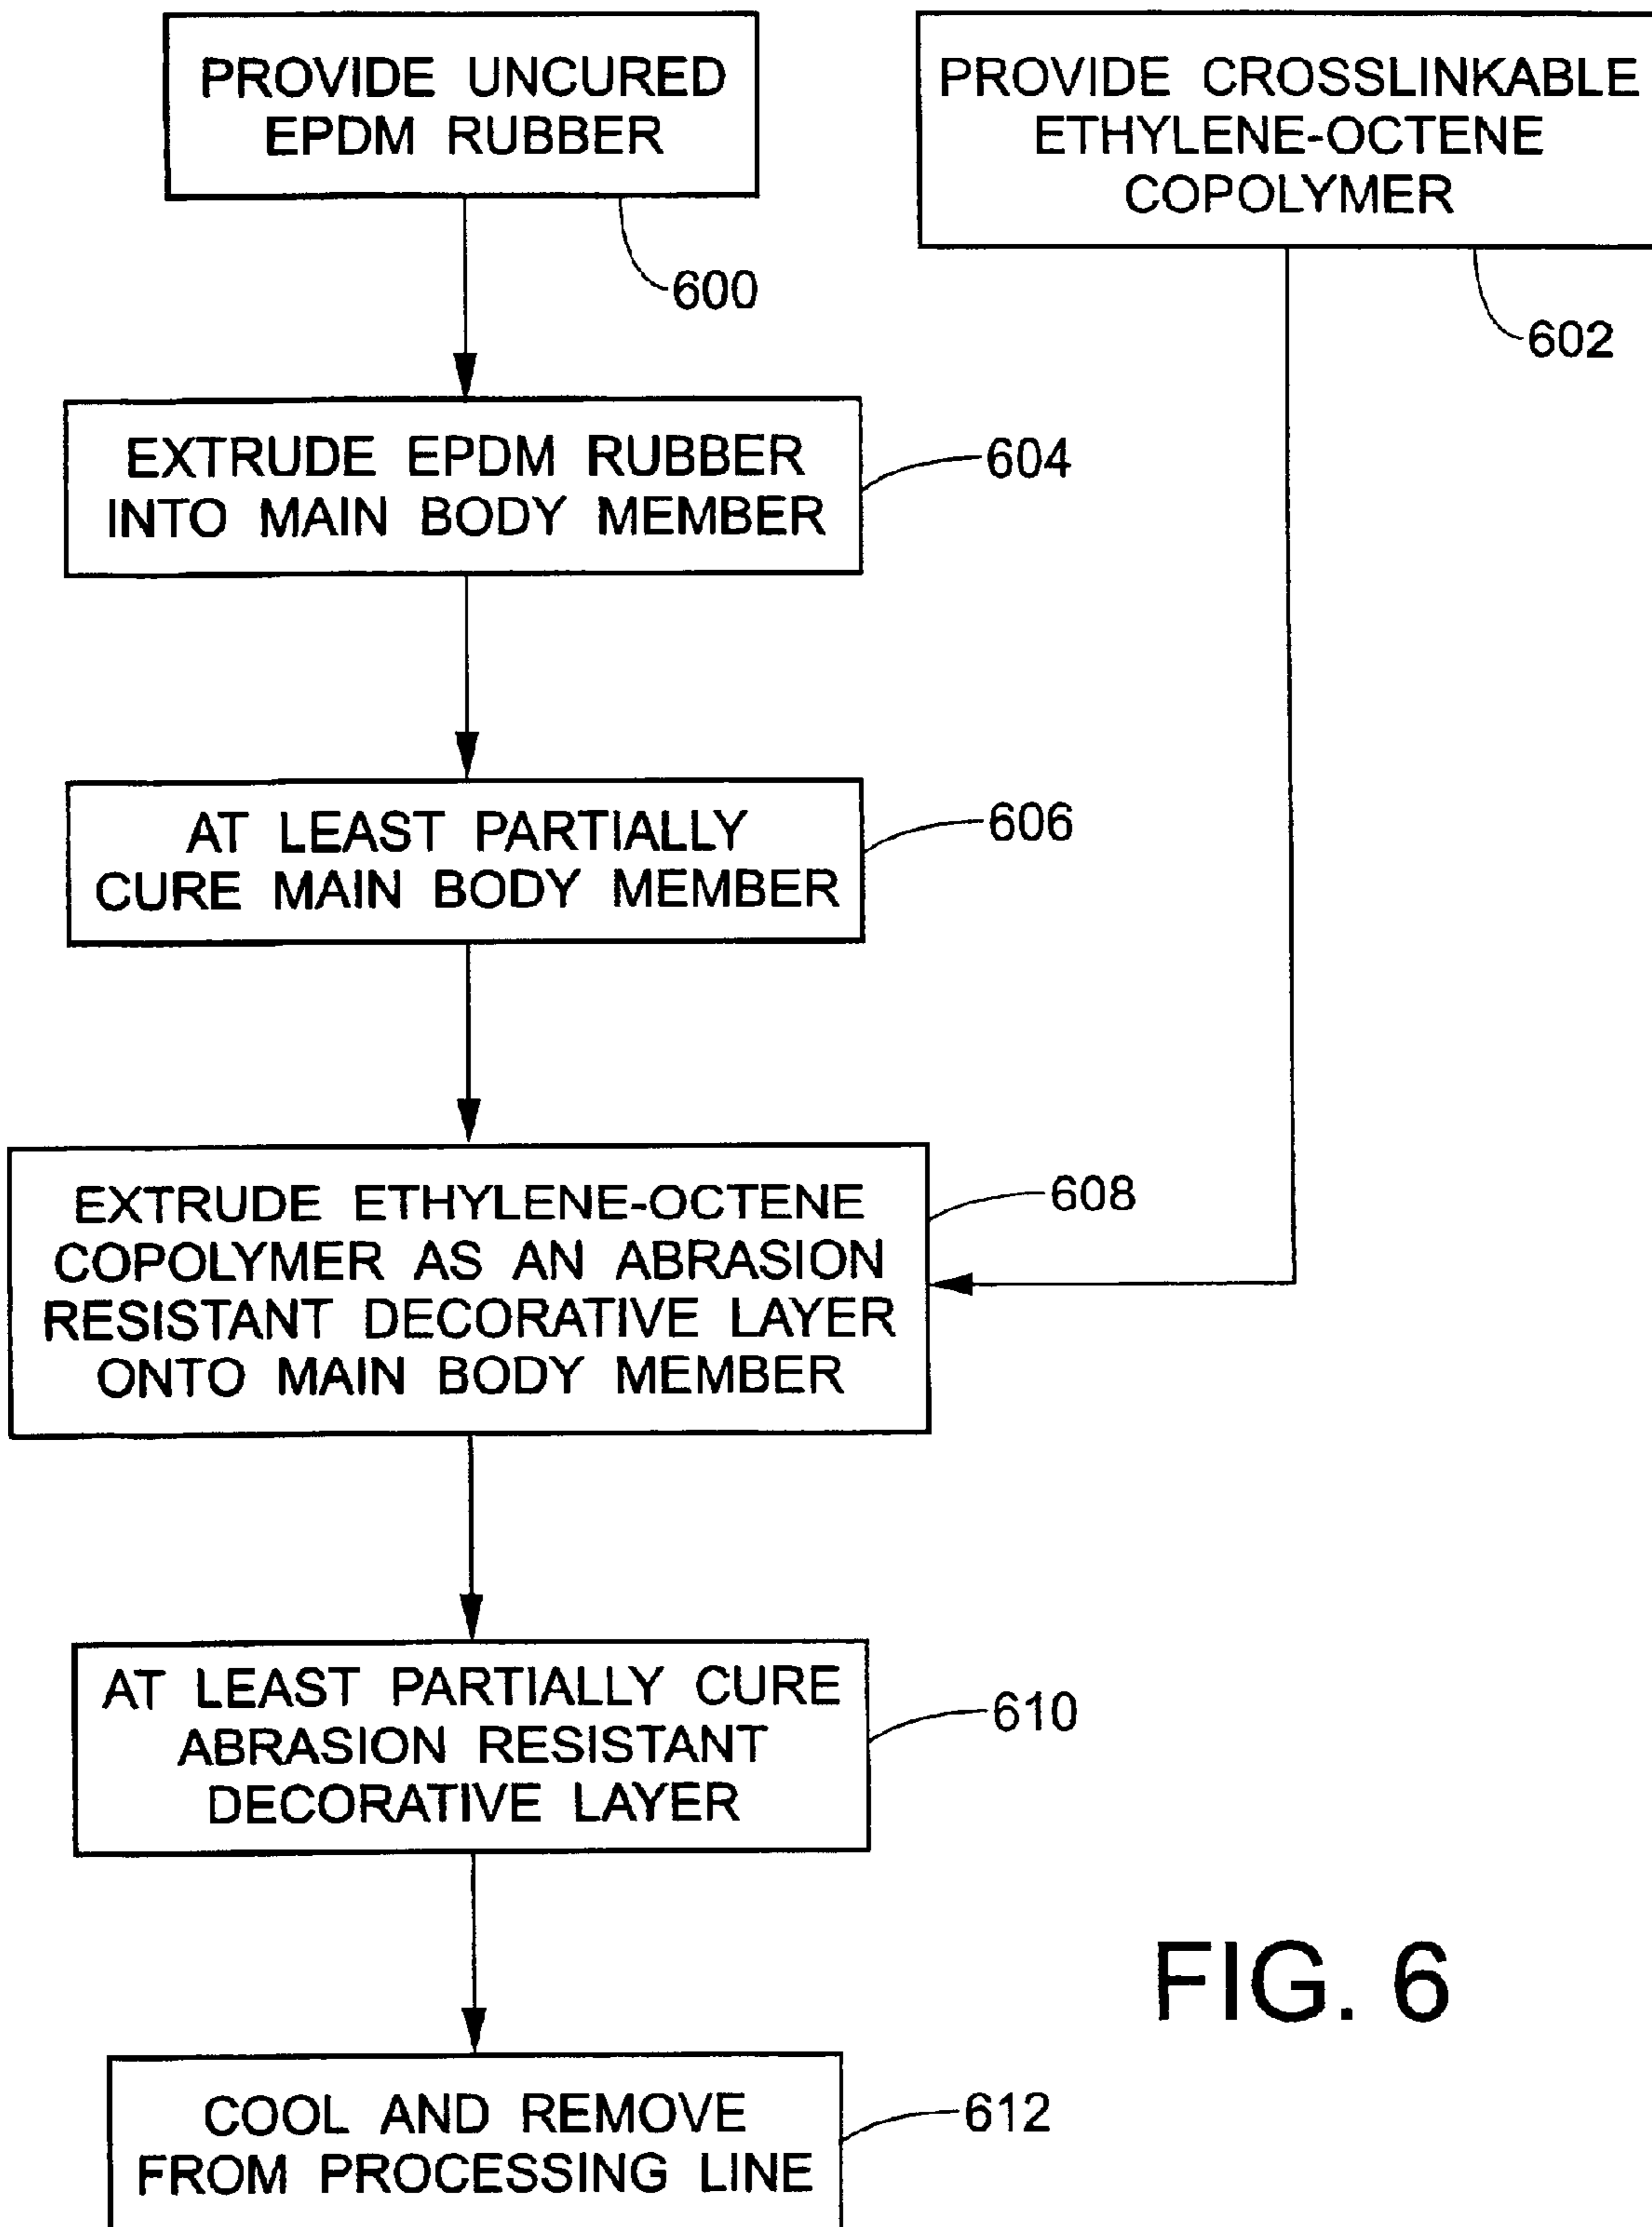 PROVIDE UNCURED
EPDM RUBBER
600
PROVIDE CROSSLINKABLE
ETHYLENE-OCTENE
COPOLYMER
602
EXTRUDE EPDM RUBBER
INTO MAIN BODY MEMBER
604
AT LEAST PARTIALLY
CURE MAIN BODY MEMBER
606
EXTRUDE ETHYLENE-OCTENE
COPOLYMER AS AN ABRASION
RESISTANT DECORATIVE LAYER
ONTO MAIN BODY MEMBER
608
AT LEAST PARTIALLY CURE
ABRASION RESISTANT
DECORATIVE LAYER
610
COOL AND REMOVE
FROM PROCESSING LINE
612
FIG. 6